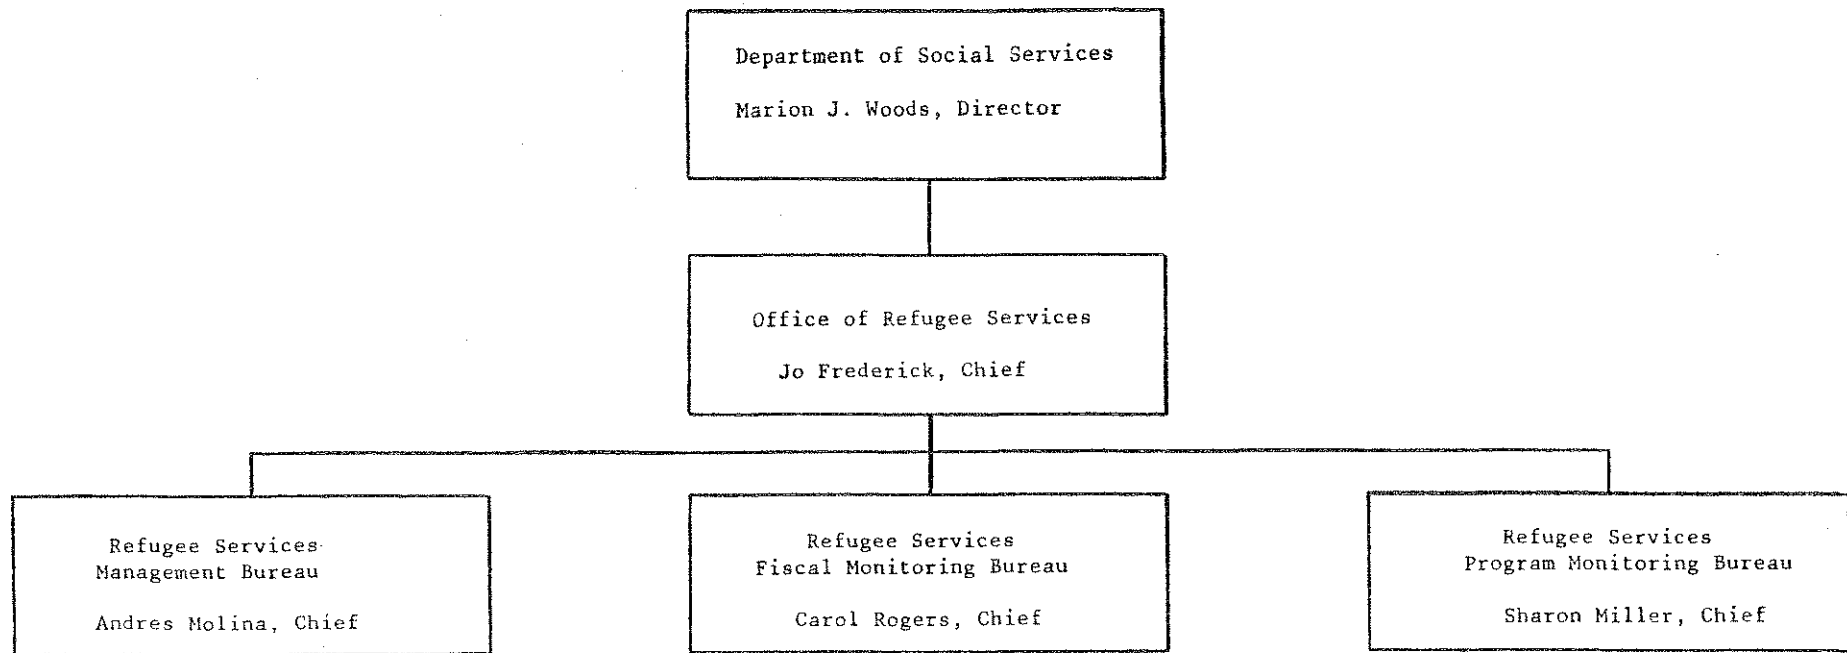 Department of Social Services
Marion J. Woods, Director
Office of Refugee Services
Jo Frederick, Chief
Refugee Services
Management Bureau
Andres Molina, Chief
Refugee Services
Fiscal Monitoring Bureau
Carol Rogers, Chief
Refugee Services
Program Monitoring Bureau
Sharon Miller, Chief